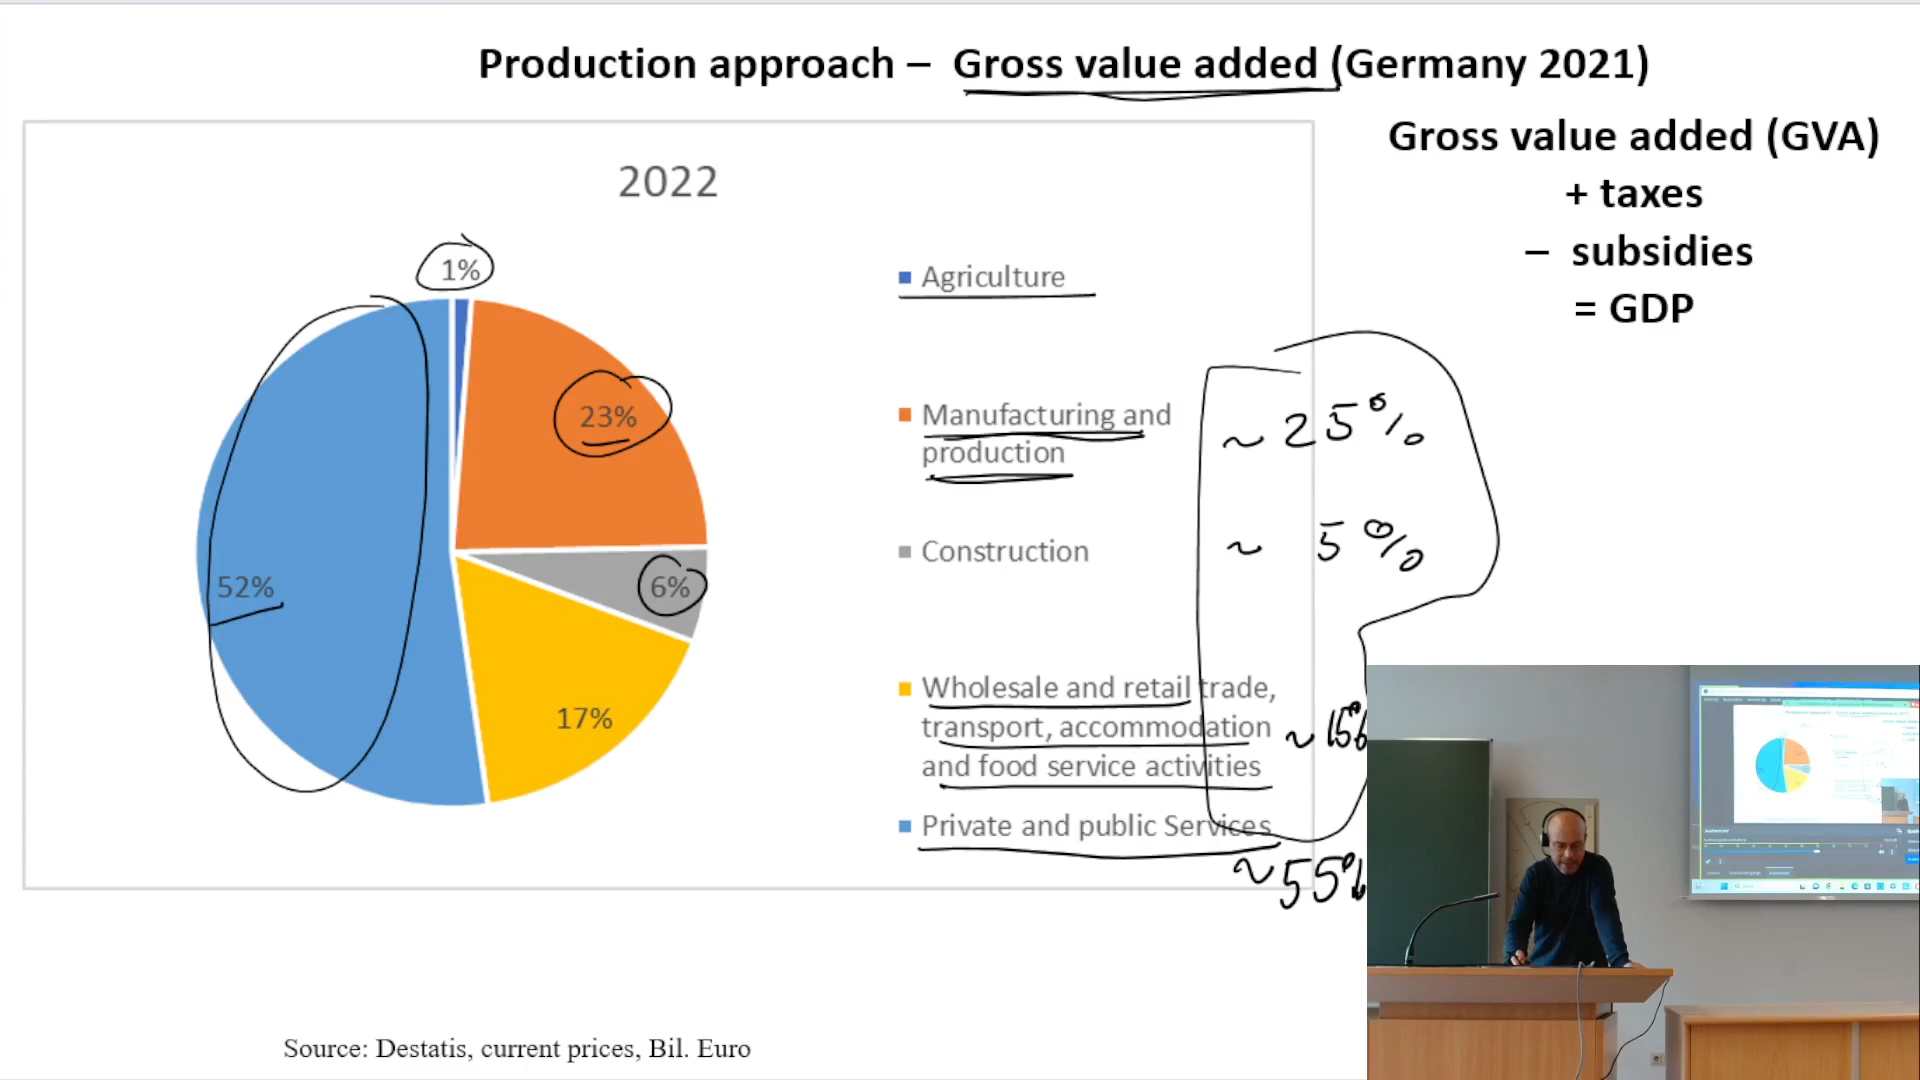 Production approach – Gross value added (Germany 2021)
Gross value added (GVA)
+ taxes
– subsidies
= GDP
2022
1%
23%
6%
17%
52%
Agriculture
Manufacturing and
production
Construction
Wholesale and retail trade,
transport, accommodation
and food service activities
Private and public Services
~ 25%
~ 5%
~ 15%
~ 55%
Source: Destatis, current prices, Bil. Euro